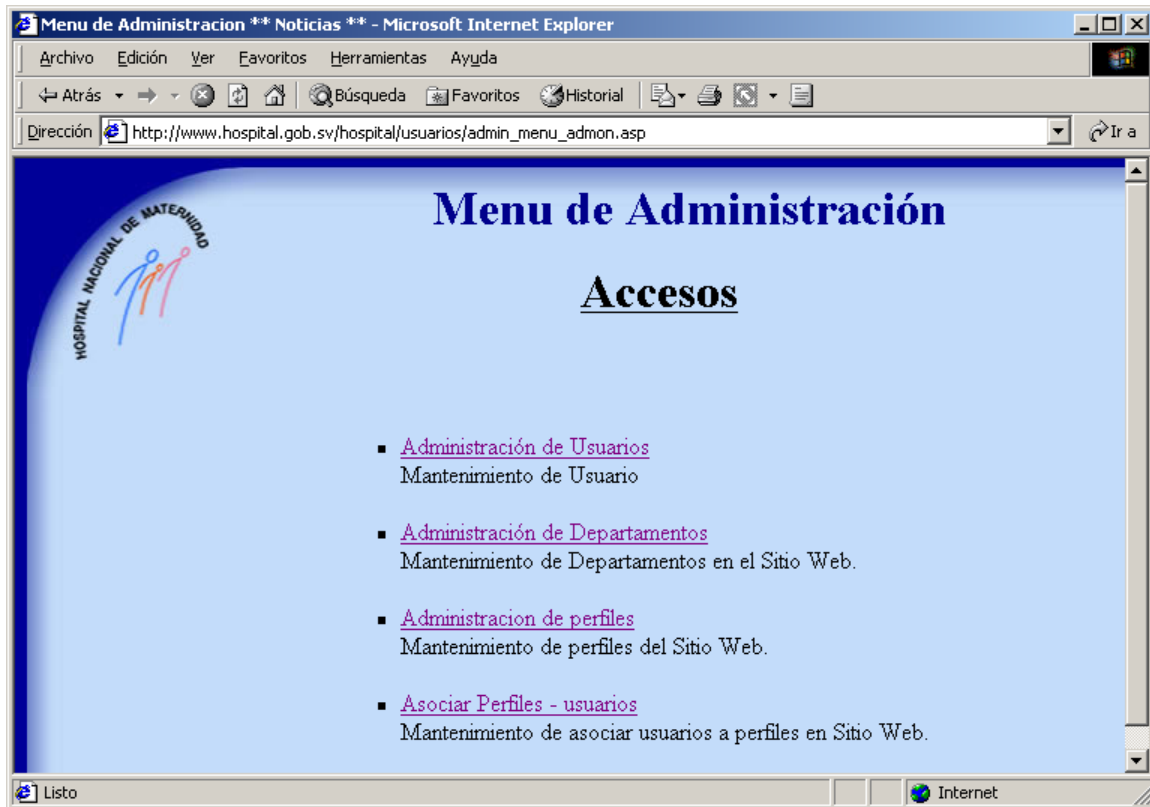 Menu de Administracion ** Noticias ** - Microsoft Internet Explorer
Archivo Edición Ver Favoritos Herramientas Ayuda
Atrás Búsqueda Favoritos Historial
Dirección http://www.hospital.gob.sv/hospital/usuarios/admin_menu_admon.asp Ir a
HOSPITAL NACIONAL DE MATERNIDAD
Menu de Administración
Accesos
Administración de Usuarios
Mantenimiento de Usuario
Administración de Departamentos
Mantenimiento de Departamentos en el Sitio Web.
Administracion de perfiles
Mantenimiento de perfiles del Sitio Web.
Asociar Perfiles - usuarios
Mantenimiento de asociar usuarios a perfiles en Sitio Web.
Listo Internet